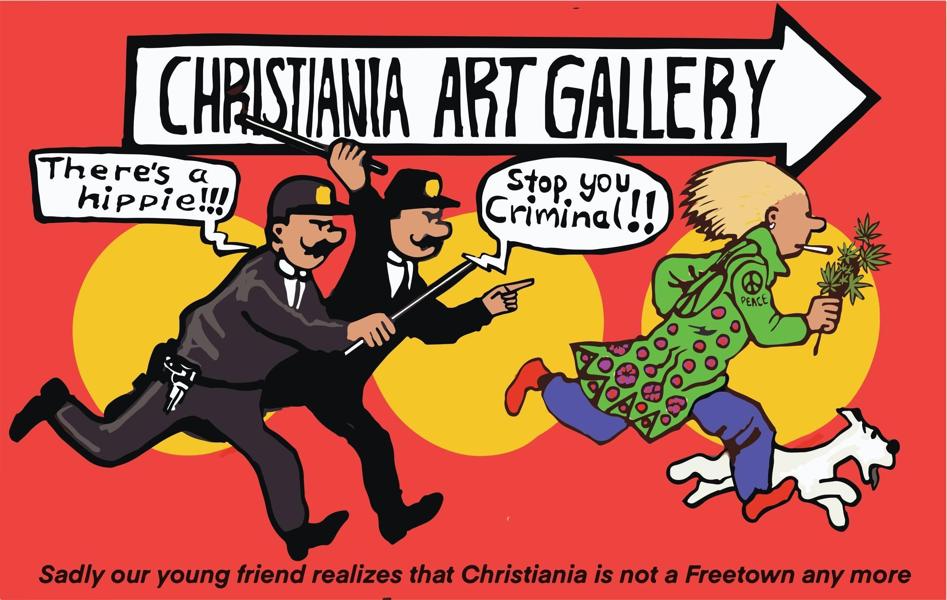 CHRISTIANIA ART GALLERY
There's a
hippie!!!
Stop you
Criminal!!
PEACE
Sadly our young friend realizes that Christiania is not a Freetown any more